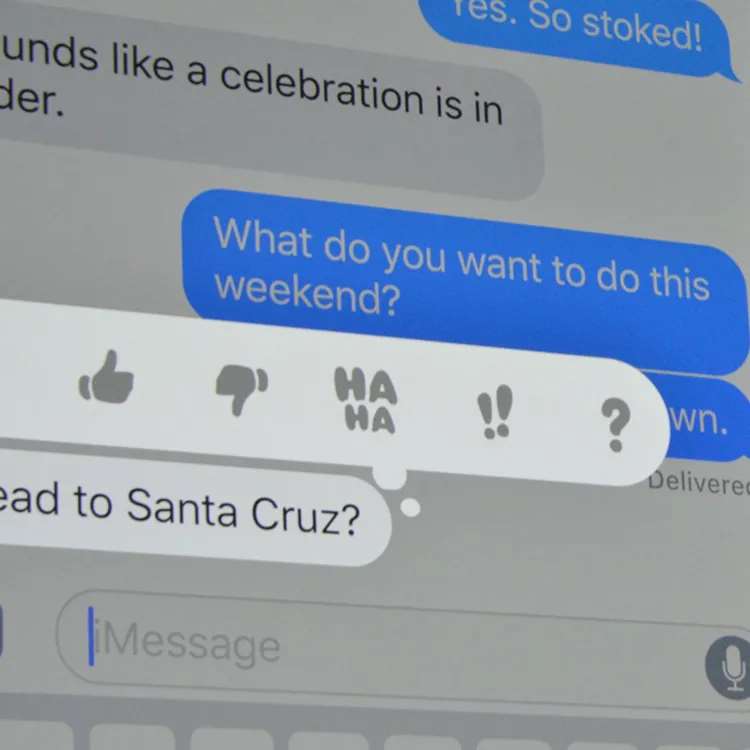 Yes. So stoked!
unds like a celebration is in
der.
What do you want to do this
weekend?
HA
HA
!!
?
wn.
Delivered
ead to Santa Cruz?
iMessage